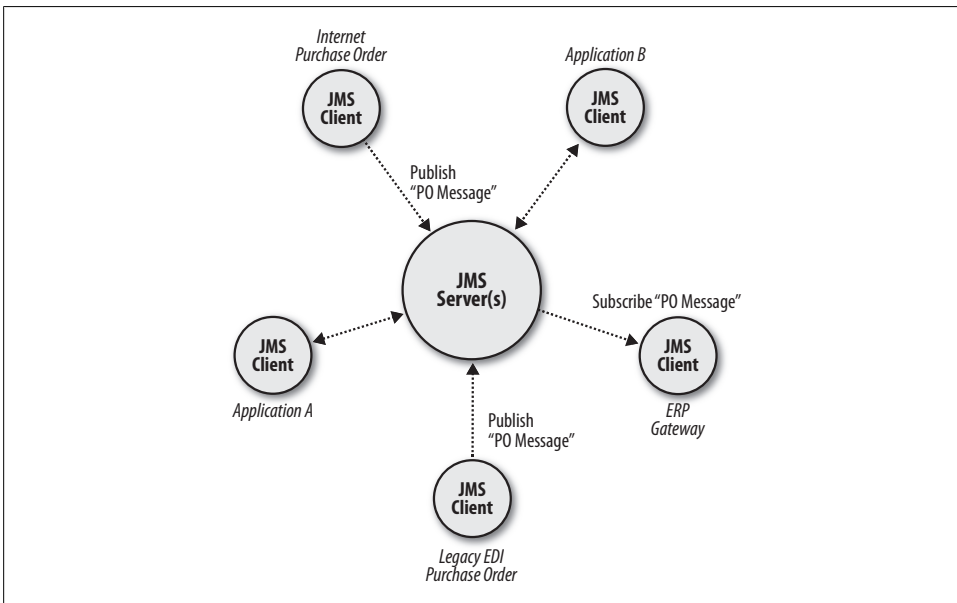 Internet
Purchase Order
JMS
Client
Application B
JMS
Client
Publish
“PO Message”
JMS
Server(s)
Subscribe “PO Message”
JMS
Client
Application A
JMS
Client
ERP
Gateway
Publish
“PO Message”
JMS
Client
Legacy EDI
Purchase Order